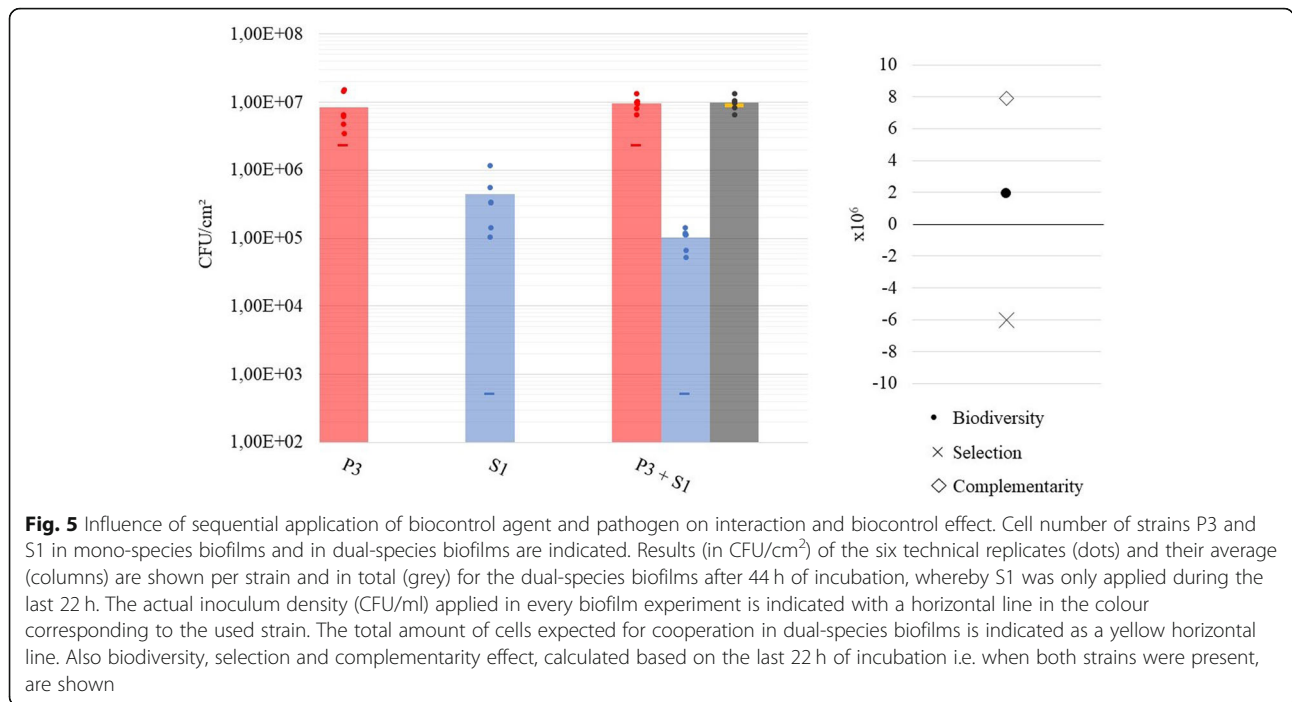 1,00E+08
1,00E+07
1,00E+06
1,00E+05
1,00E+04
1,00E+03
1,00E+02
CFU/cm²
P3
S1
P3 + S1
10
8
6
4
2
0
-2
-4
-6
-8
-10
x10⁶
Biodiversity
Selection
Complementarity
Fig. 5 Influence of sequential application of biocontrol agent and pathogen on interaction and biocontrol effect. Cell number of strains P3 and
S1 in mono-species biofilms and in dual-species biofilms are indicated. Results (in CFU/cm²) of the six technical replicates (dots) and their average
(columns) are shown per strain and in total (grey) for the dual-species biofilms after 44 h of incubation, whereby S1 was only applied during the
last 22 h. The actual inoculum density (CFU/ml) applied in every biofilm experiment is indicated with a horizontal line in the colour
corresponding to the used strain. The total amount of cells expected for cooperation in dual-species biofilms is indicated as a yellow horizontal
line. Also biodiversity, selection and complementarity effect, calculated based on the last 22 h of incubation i.e. when both strains were present,
are shown